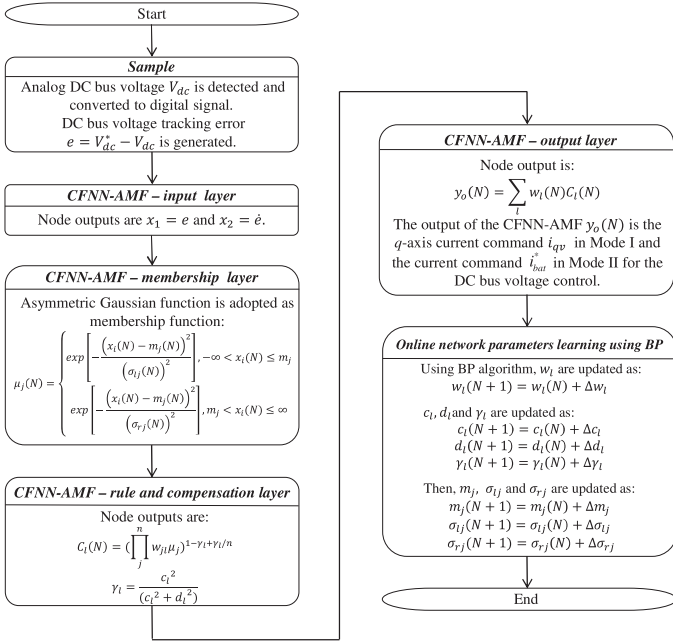 Start
Sample
Analog DC bus voltage V_dc is detected and
converted to digital signal.
DC bus voltage tracking error
e = V_dc^* − V_dc is generated.
CFNN-AMF – input layer
Node outputs are x_1 = e and x_2 = ė.
CFNN-AMF – membership layer
Asymmetric Gaussian function is adopted as
membership function:
μ_j(N) = { exp[−(x_i(N) − m_j(N))^2 / (σ_lj(N))^2], −∞ < x_i(N) ≤ m_j
exp[−(x_i(N) − m_j(N))^2 / (σ_rj(N))^2], m_j < x_i(N) ≤ ∞
CFNN-AMF – rule and compensation layer
Node outputs are:
C_l(N) = (∏_j^n w_jl μ_j)^{1−γ_l+γ_l/n}
γ_l = c_l^2 / (c_l^2 + d_l^2)
CFNN-AMF – output layer
Node output is:
y_o(N) = ∑_l w_l(N)C_l(N)
The output of the CFNN-AMF y_o(N) is the
q-axis current command i_qv in Mode I and
the current command i_bat^* in Mode II for the
DC bus voltage control.
Online network parameters learning using BP
Using BP algorithm, w_l are updated as:
w_l(N + 1) = w_l(N) + Δw_l
c_l, d_l and γ_l are updated as:
c_l(N + 1) = c_l(N) + Δc_l
d_l(N + 1) = d_l(N) + Δd_l
γ_l(N + 1) = γ_l(N) + Δγ_l
Then, m_j, σ_lj and σ_rj are updated as:
m_j(N + 1) = m_j(N) + Δm_j
σ_lj(N + 1) = σ_lj(N) + Δσ_lj
σ_rj(N + 1) = σ_rj(N) + Δσ_rj
End